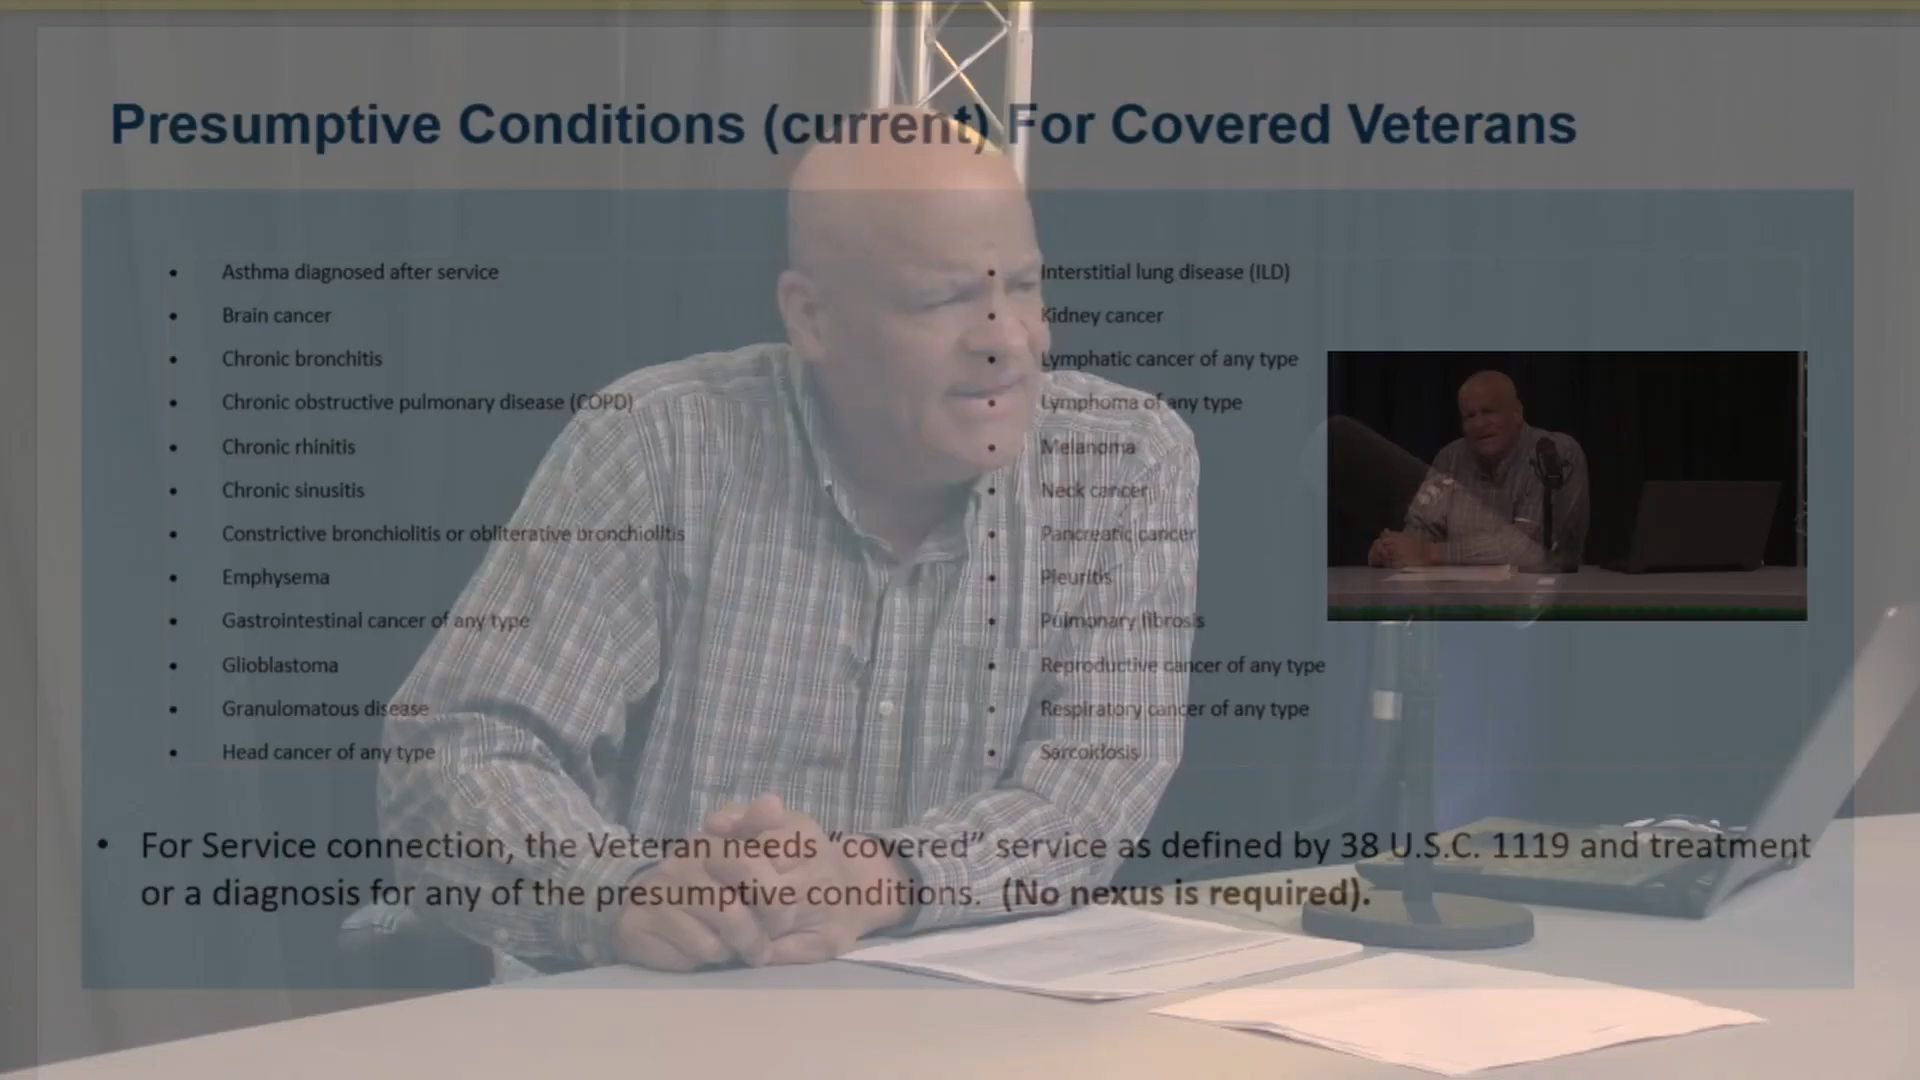 Presumptive Conditions (current) For Covered Veterans
• Asthma diagnosed after service
• Brain cancer
• Chronic bronchitis
• Chronic obstructive pulmonary disease (COPD)
• Chronic rhinitis
• Chronic sinusitis
• Constrictive bronchiolitis or obliterative bronchiolitis
• Emphysema
• Gastrointestinal cancer of any type
• Glioblastoma
• Granulomatous disease
• Head cancer of any type
• Interstitial lung disease (ILD)
• Kidney cancer
• Lymphatic cancer of any type
• Lymphoma of any type
• Melanoma
• Neck cancer
• Pancreatic cancer
• Pleuritis
• Pulmonary fibrosis
• Reproductive cancer of any type
• Respiratory cancer of any type
• Sarcoidosis
• For Service connection, the Veteran needs “covered” service as defined by 38 U.S.C. 1119 and treatment
or a diagnosis for any of the presumptive conditions. (No nexus is required).